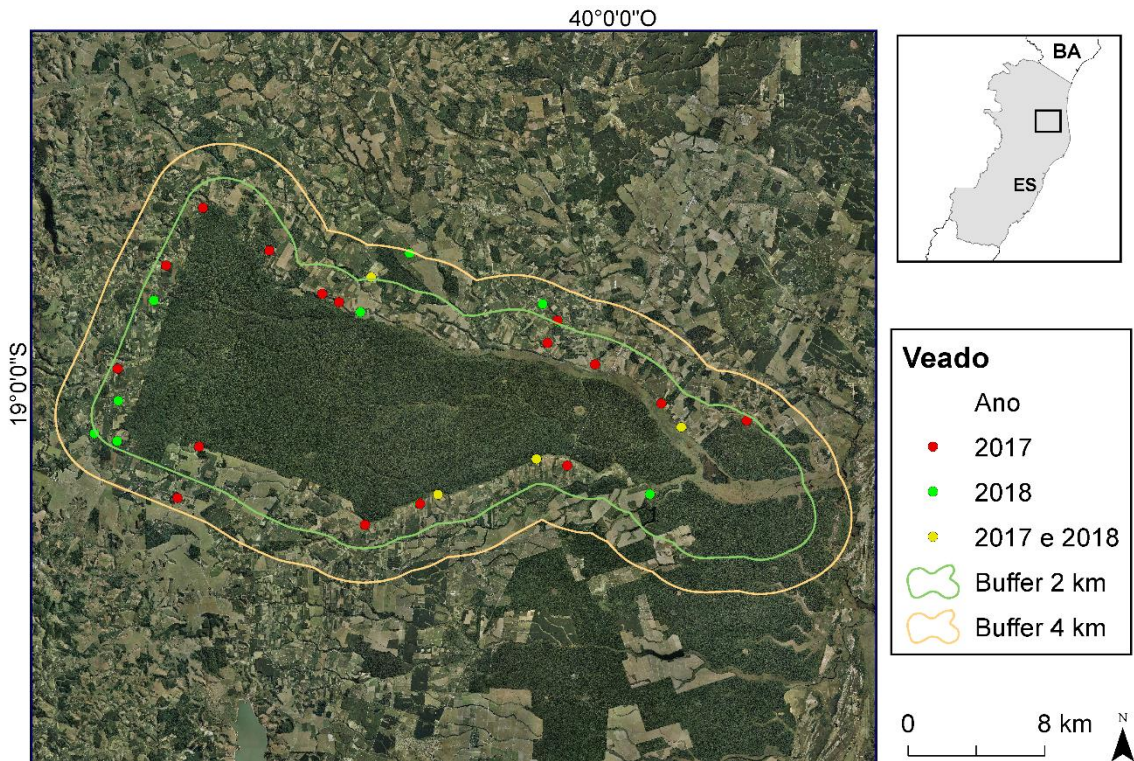 40°0'0"O
19°0'0"S
BA
ES
Veado
Ano
2017
2018
2017 e 2018
Buffer 2 km
Buffer 4 km
0 8 km
N